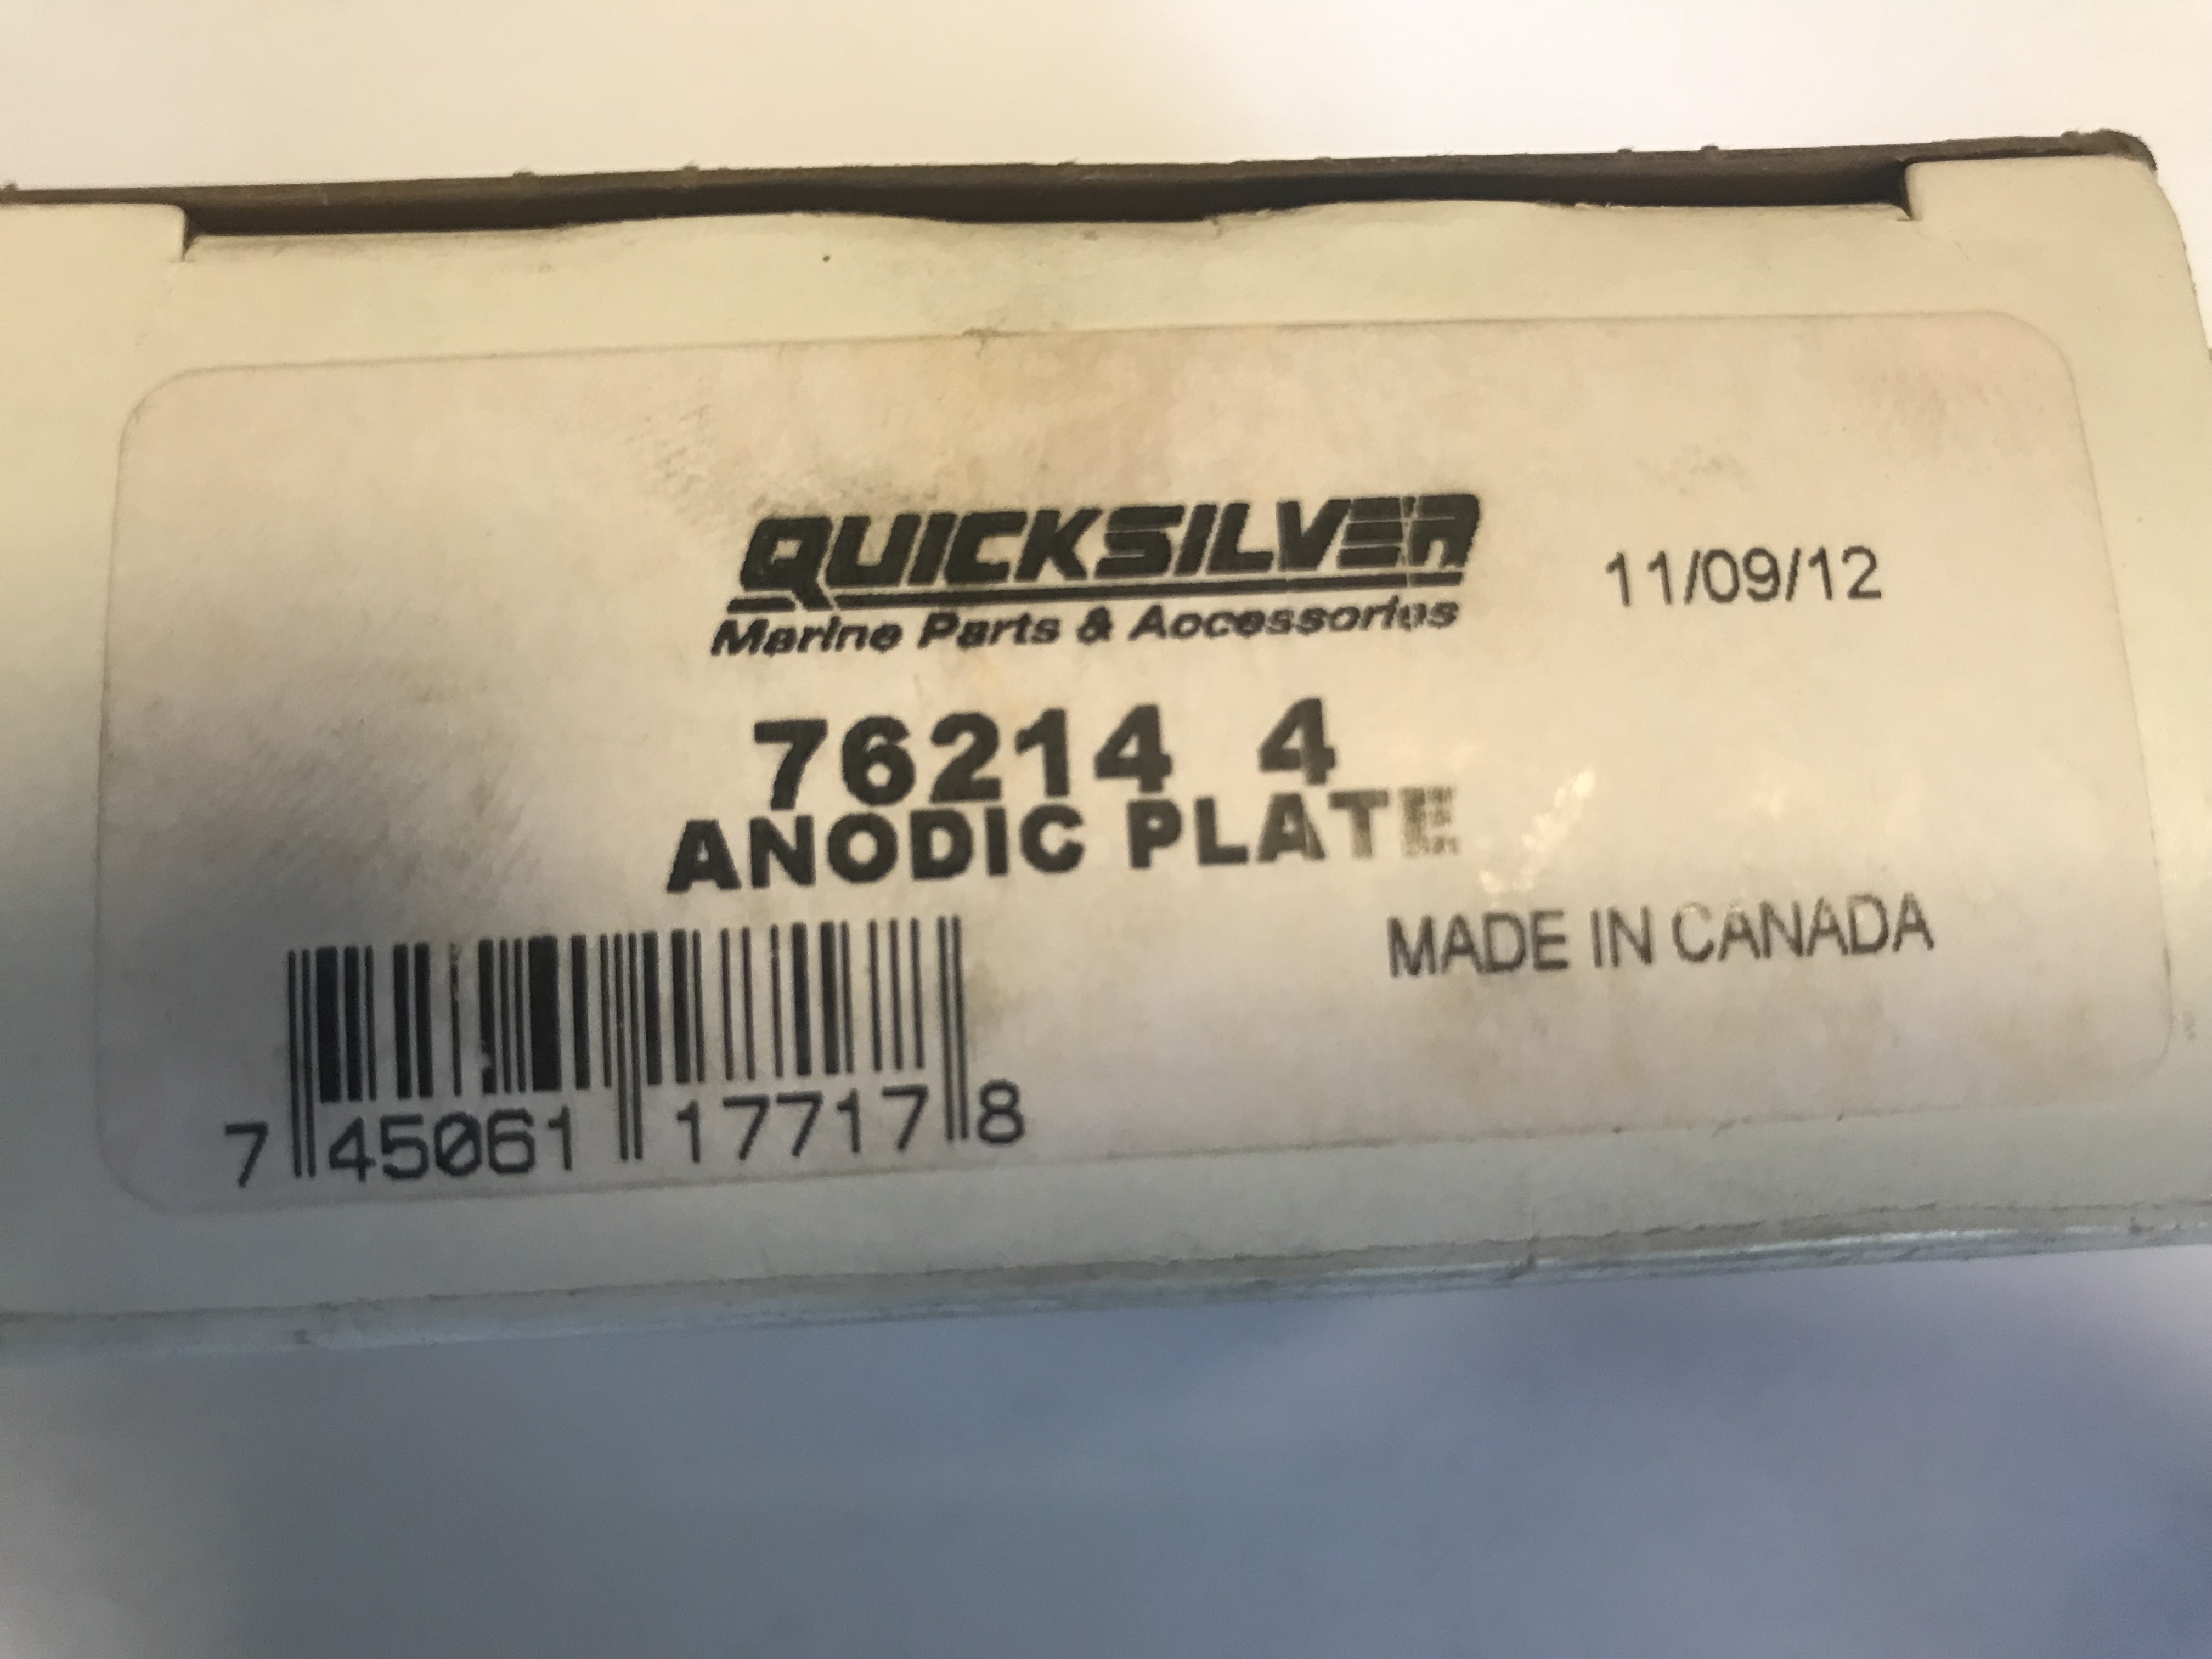 QUICKSILVER
Marine Parts & Accessories
11/09/12
76214 4
ANODIC PLATE
MADE IN CANADA
7 45061 17717 8